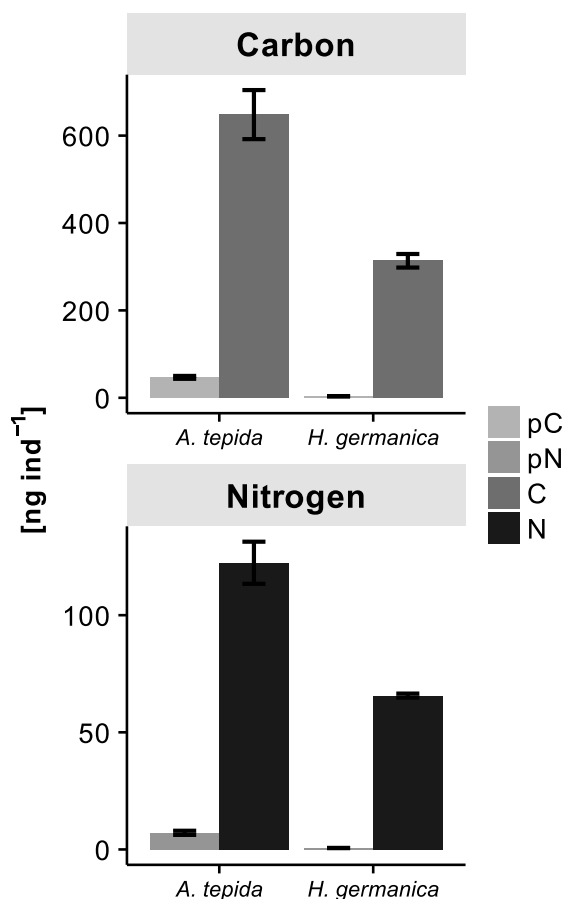 Carbon
600
400
200
0
A. tepida H. germanica
[ng ind⁻¹]
pC
pN
C
N
Nitrogen
100
50
0
A. tepida H. germanica